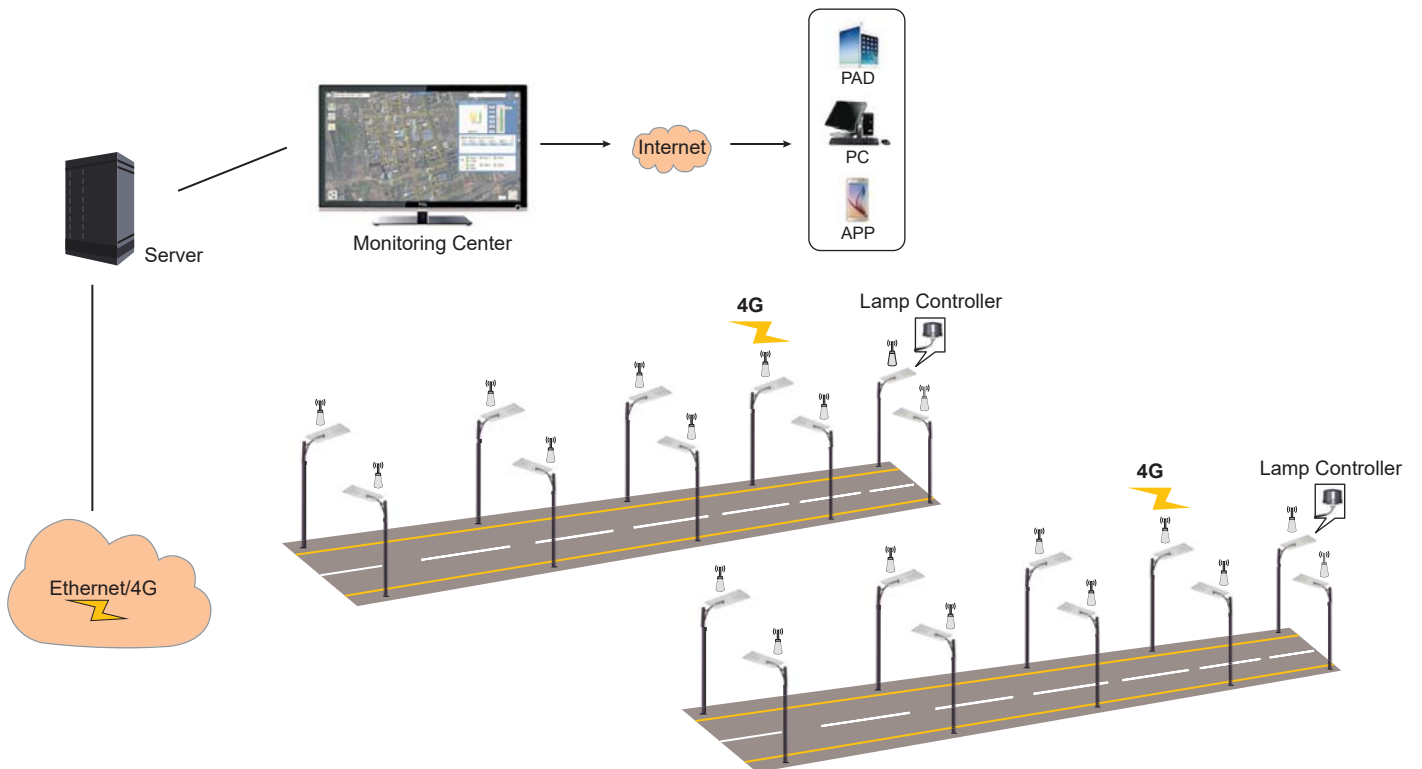 PAD
PC
APP
Internet
Monitoring Center
Server
4G
Lamp Controller
4G
Lamp Controller
Ethernet/4G